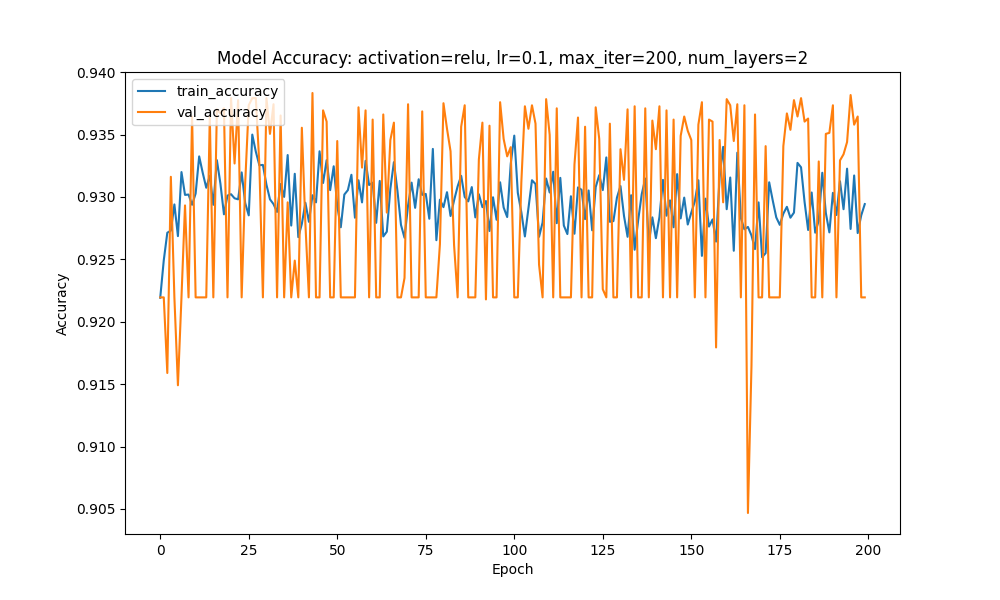 Model Accuracy: activation=relu, lr=0.1, max_iter=200, num_layers=2
train_accuracy
val_accuracy
0.940
0.935
0.930
0.925
0.920
0.915
0.910
0.905
Accuracy
0 25 50 75 100 125 150 175 200
Epoch